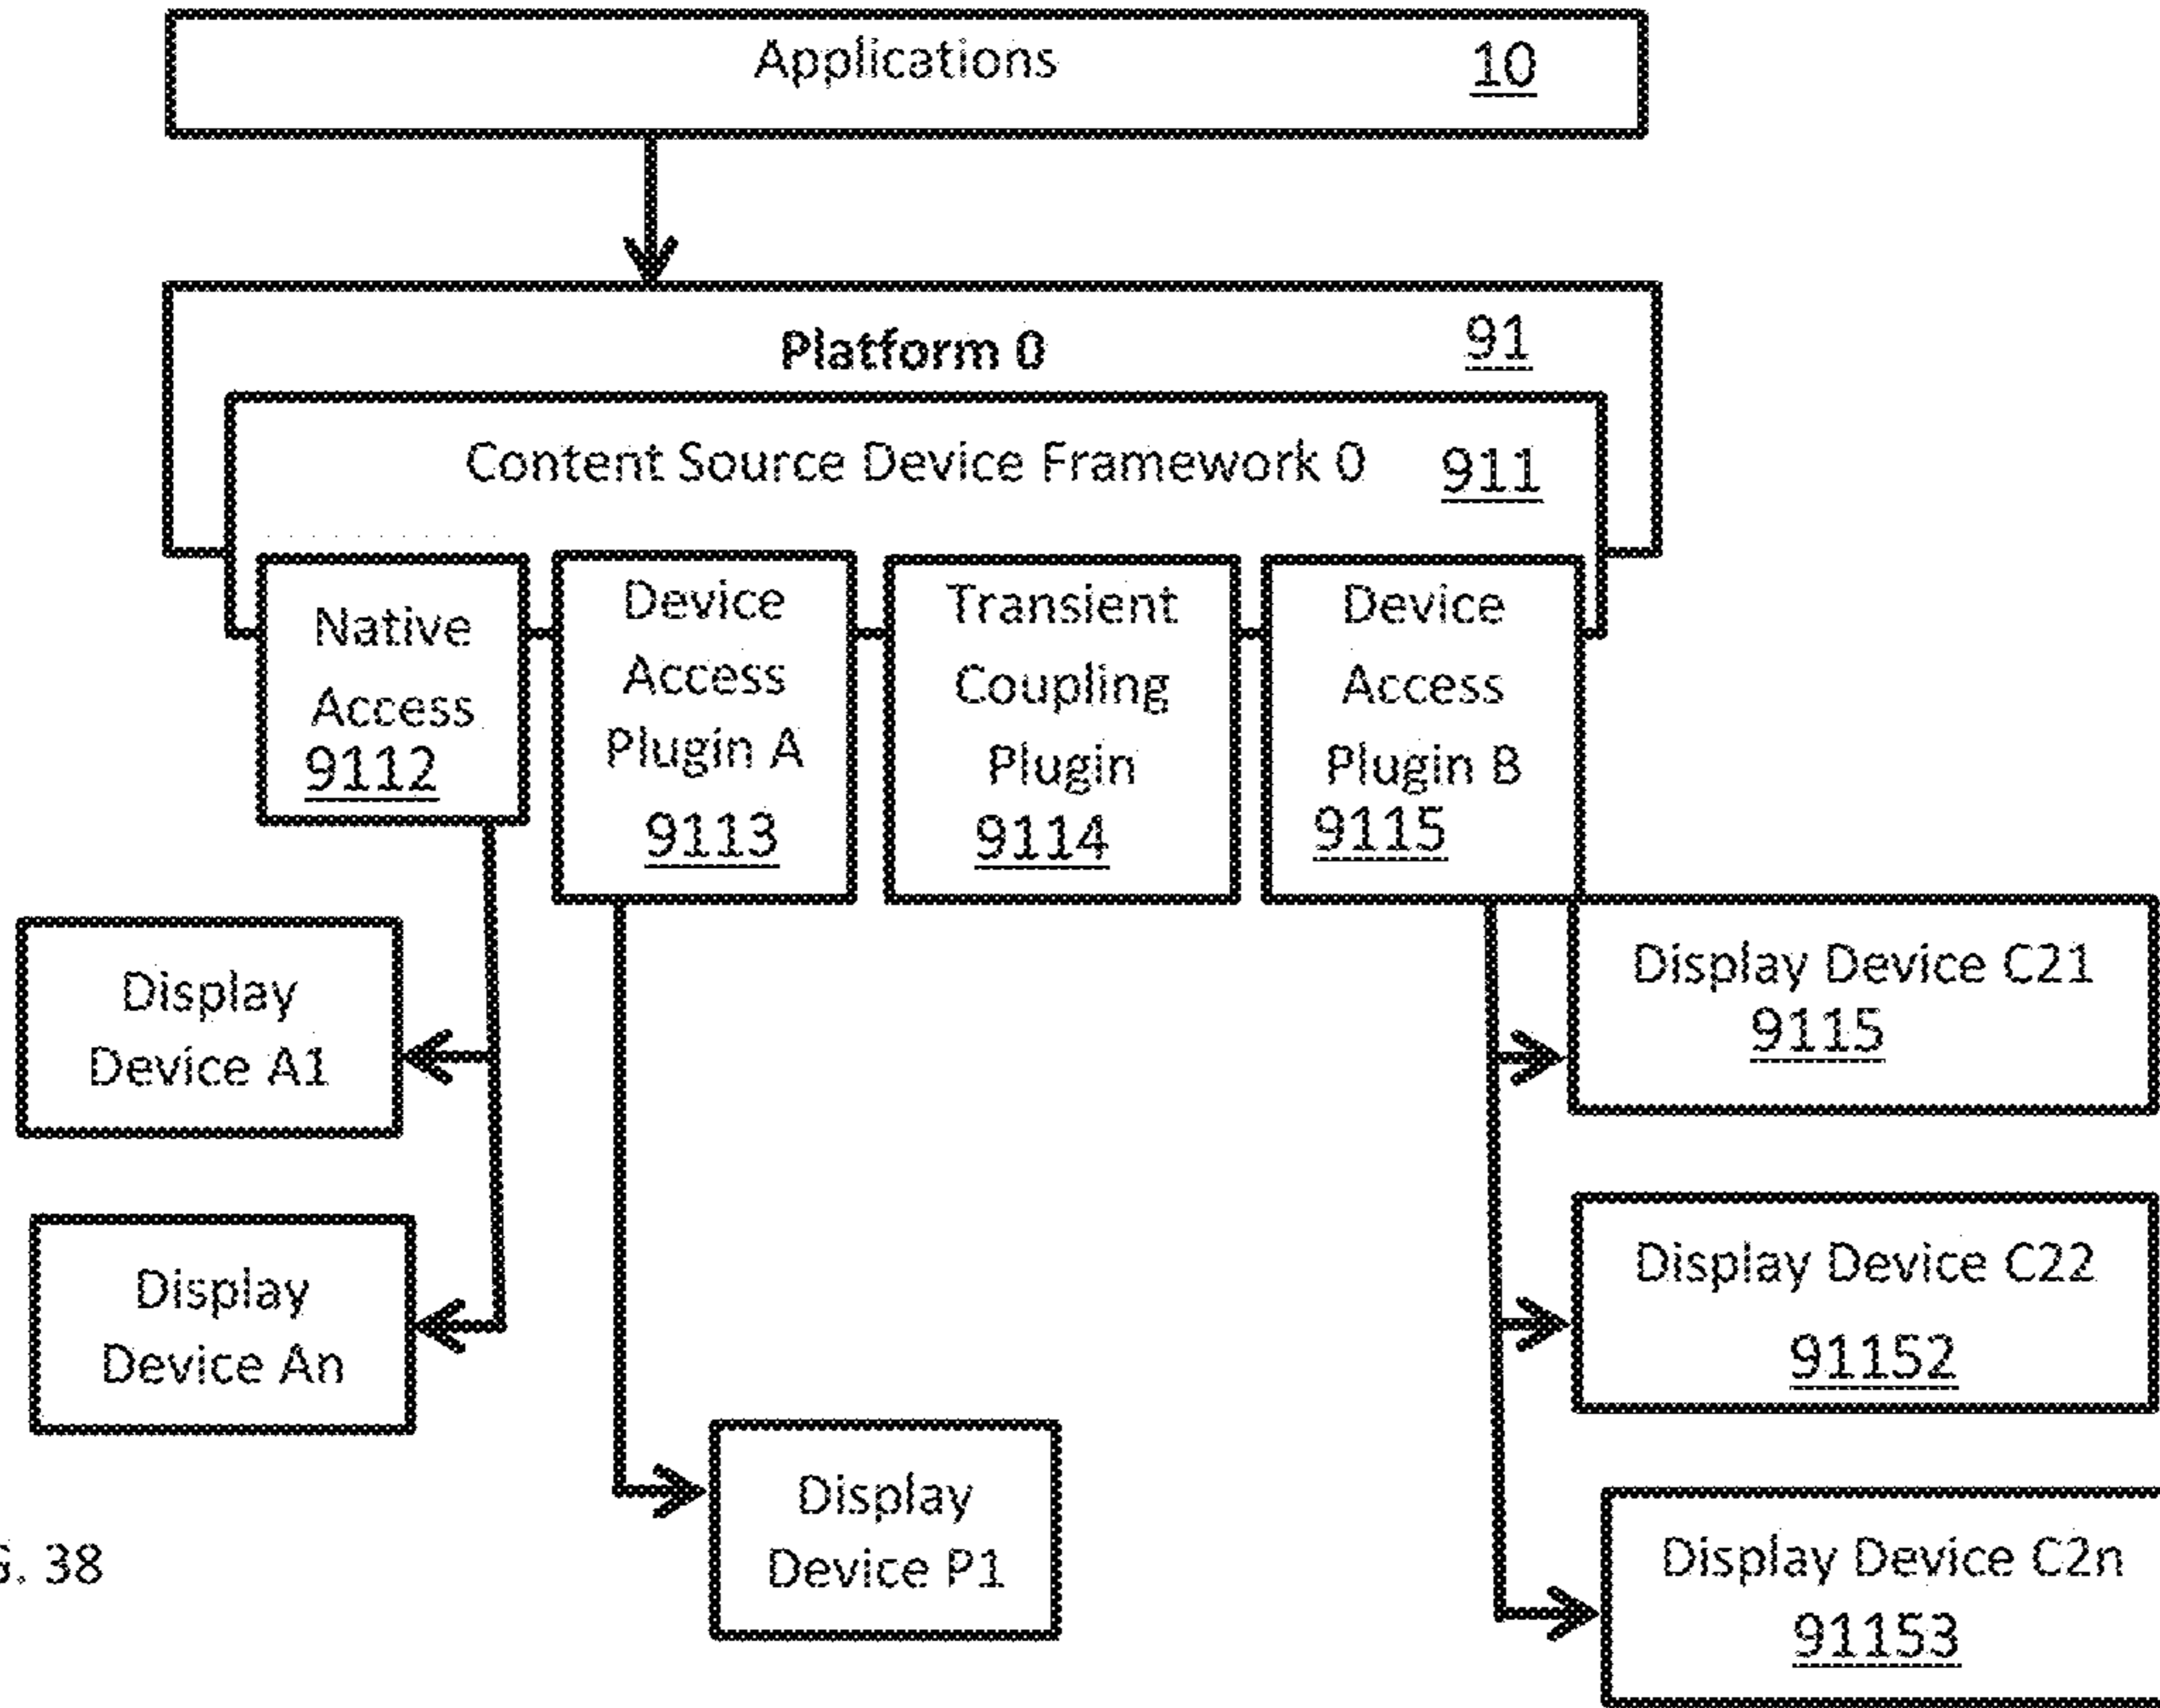 Applications 10
Platform 0 91
Content Source Device Framework 0 911
Native
Access
9112
Device
Access
Plugin A
9113
Transient
Coupling
Plugin
9114
Device
Access
Plugin B
9115
Display
Device A1
Display Device C21
9115
Display
Device An
Display Device C22
91152
Display
Device P1
Display Device C2n
91153
. 38